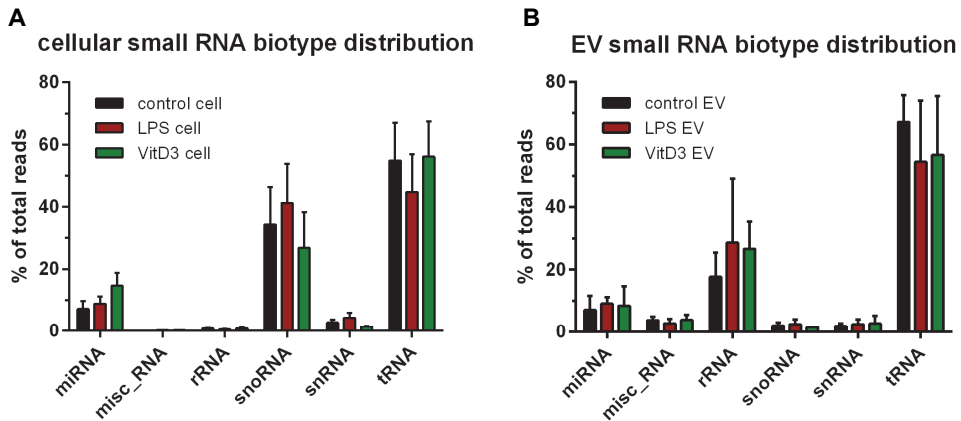 A
cellular small RNA biotype distribution
% of total reads
80
60
40
20
0
control cell
LPS cell
VitD3 cell
miRNA
misc_RNA
rRNA
snoRNA
snRNA
tRNA
B
EV small RNA biotype distribution
% of total reads
80
60
40
20
0
control EV
LPS EV
VitD3 EV
miRNA
misc_RNA
rRNA
snoRNA
snRNA
tRNA